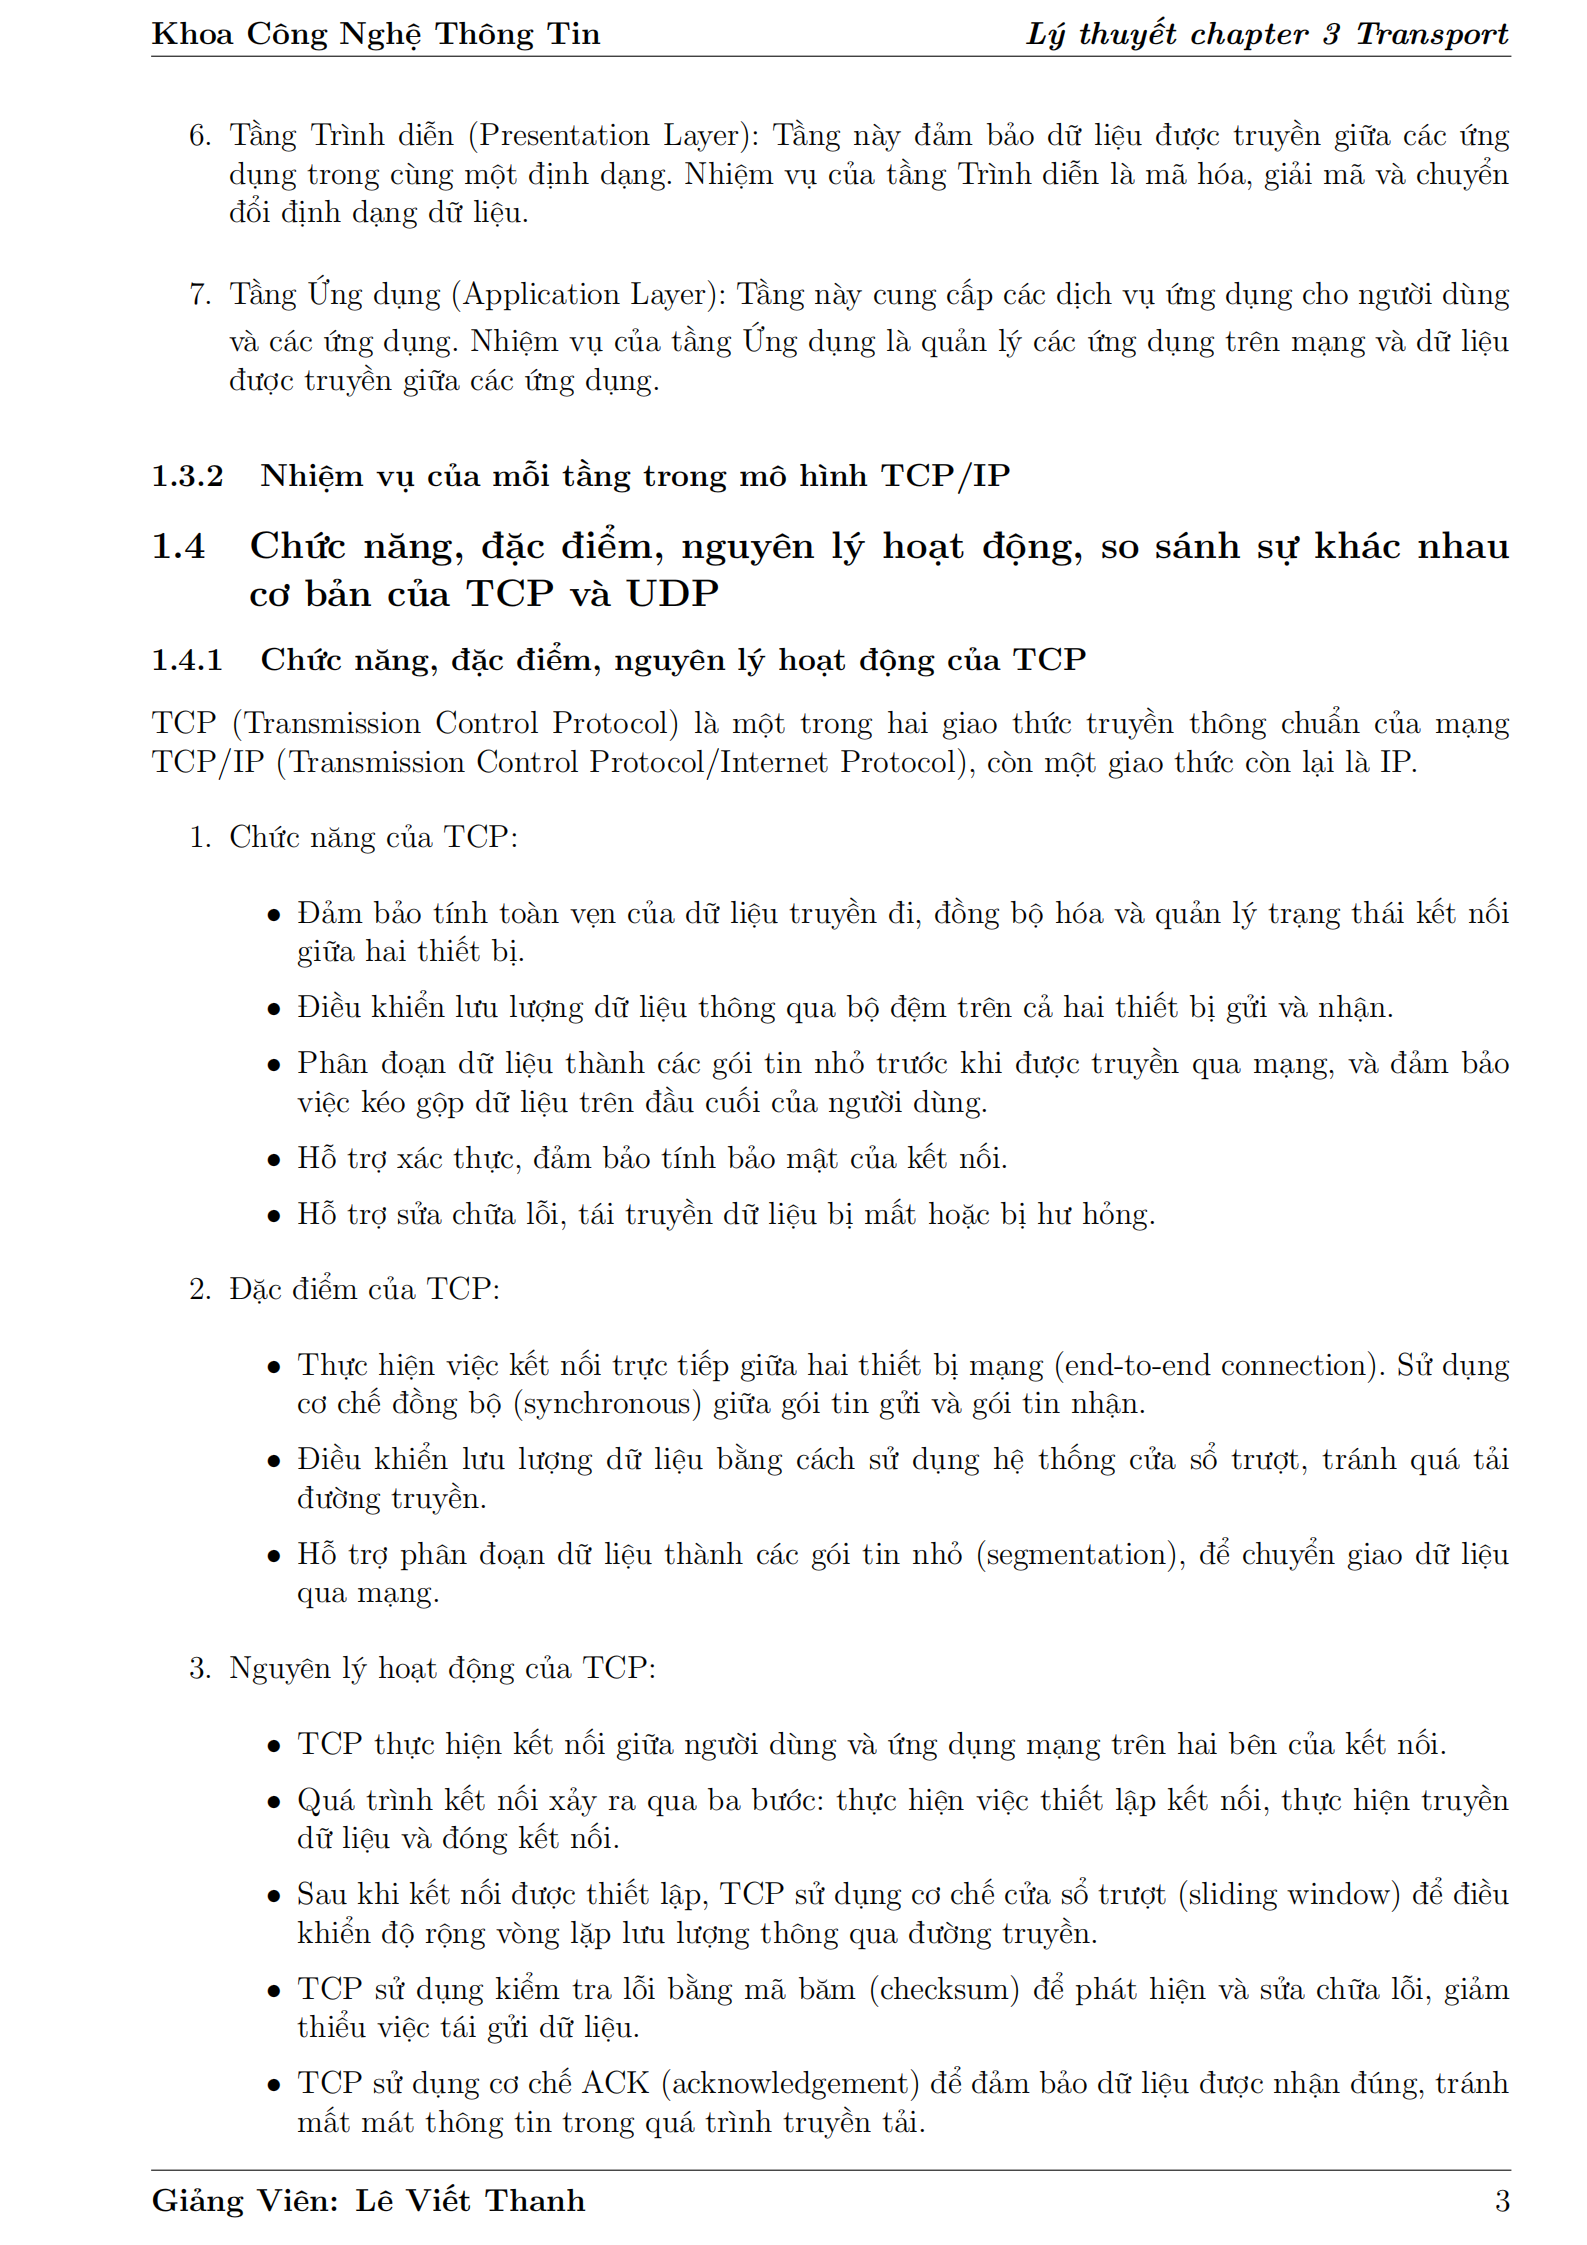 Khoa Công Nghệ Thông Tin
Lý thuyết chapter 3 Transport
6. Tầng Trình diễn (Presentation Layer): Tầng này đảm bảo dữ liệu được truyền giữa các ứng
dụng trong cùng một định dạng. Nhiệm vụ của tầng Trình diễn là mã hóa, giải mã và chuyển
đổi định dạng dữ liệu.
7. Tầng Ứng dụng (Application Layer): Tầng này cung cấp các dịch vụ ứng dụng cho người dùng
và các ứng dụng. Nhiệm vụ của tầng Ứng dụng là quản lý các ứng dụng trên mạng và dữ liệu
được truyền giữa các ứng dụng.
1.3.2 Nhiệm vụ của mỗi tầng trong mô hình TCP/IP
1.4 Chức năng, đặc điểm, nguyên lý hoạt động, so sánh sự khác nhau
cơ bản của TCP và UDP
1.4.1 Chức năng, đặc điểm, nguyên lý hoạt động của TCP
TCP (Transmission Control Protocol) là một trong hai giao thức truyền thông chuẩn của mạng
TCP/IP (Transmission Control Protocol/Internet Protocol), còn một giao thức còn lại là IP.
1. Chức năng của TCP:
• Đảm bảo tính toàn vẹn của dữ liệu truyền đi, đồng bộ hóa và quản lý trạng thái kết nối
giữa hai thiết bị.
• Điều khiển lưu lượng dữ liệu thông qua bộ đệm trên cả hai thiết bị gửi và nhận.
• Phân đoạn dữ liệu thành các gói tin nhỏ trước khi được truyền qua mạng, và đảm bảo
việc kéo gộp dữ liệu trên đầu cuối của người dùng.
• Hỗ trợ xác thực, đảm bảo tính bảo mật của kết nối.
• Hỗ trợ sửa chữa lỗi, tái truyền dữ liệu bị mất hoặc bị hư hỏng.
2. Đặc điểm của TCP:
• Thực hiện việc kết nối trực tiếp giữa hai thiết bị mạng (end-to-end connection). Sử dụng
cơ chế đồng bộ (synchronous) giữa gói tin gửi và gói tin nhận.
• Điều khiển lưu lượng dữ liệu bằng cách sử dụng hệ thống cửa sổ trượt, tránh quá tải
đường truyền.
• Hỗ trợ phân đoạn dữ liệu thành các gói tin nhỏ (segmentation), để chuyển giao dữ liệu
qua mạng.
3. Nguyên lý hoạt động của TCP:
• TCP thực hiện kết nối giữa người dùng và ứng dụng mạng trên hai bên của kết nối.
• Quá trình kết nối xảy ra qua ba bước: thực hiện việc thiết lập kết nối, thực hiện truyền
dữ liệu và đóng kết nối.
• Sau khi kết nối được thiết lập, TCP sử dụng cơ chế cửa sổ trượt (sliding window) để điều
khiển độ rộng vòng lặp lưu lượng thông qua đường truyền.
• TCP sử dụng kiểm tra lỗi bằng mã băm (checksum) để phát hiện và sửa chữa lỗi, giảm
thiểu việc tái gửi dữ liệu.
• TCP sử dụng cơ chế ACK (acknowledgement) để đảm bảo dữ liệu được nhận đúng, tránh
mất mát thông tin trong quá trình truyền tải.
Giảng Viên: Lê Viết Thanh
3